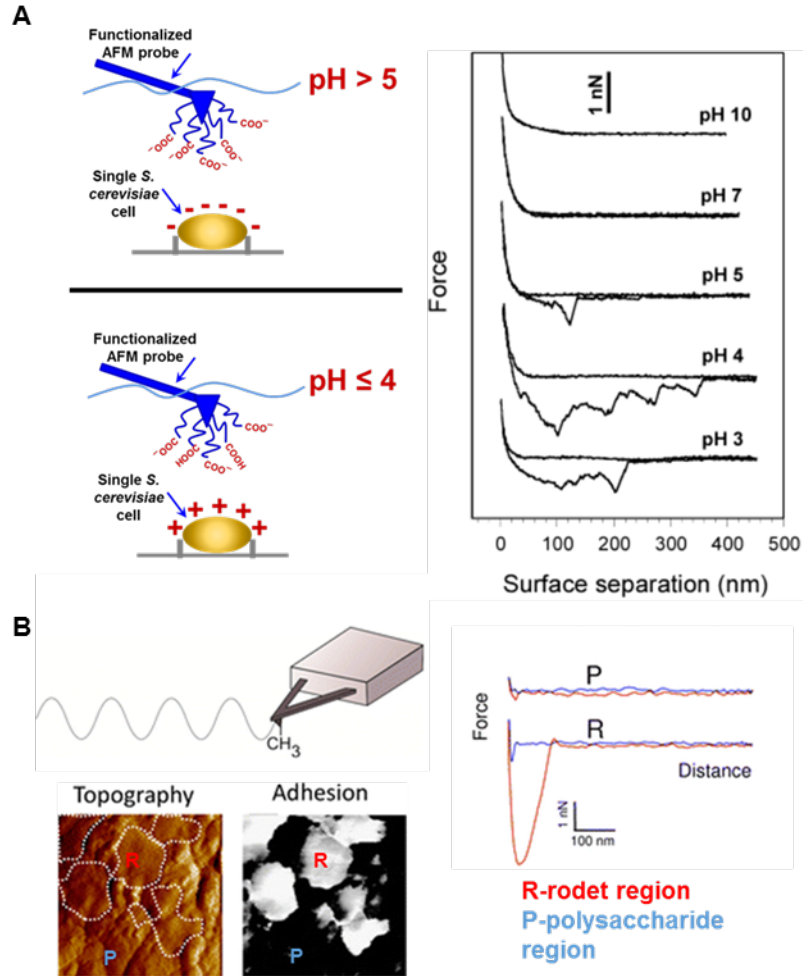 A
Functionalized
AFM probe
pH > 5
COO⁻
⁻OOC
⁻OOC
COO⁻
COO⁻
Single S.
cerevisiae
cell
- - - - - - -
Functionalized
AFM probe
pH ≤ 4
COO⁻
⁻OOC
HOOC
COO⁻
COOH
Single S.
cerevisiae
cell
+ + + + +
1 nN
pH 10
pH 7
pH 5
pH 4
pH 3
Force
0 100 200 300 400 500
Surface separation (nm)
B
CH3
Topography
R
P
Adhesion
R
P
Force
P
R
Distance
1 nN
100 nm
R-rodet region
P-polysaccharide
region